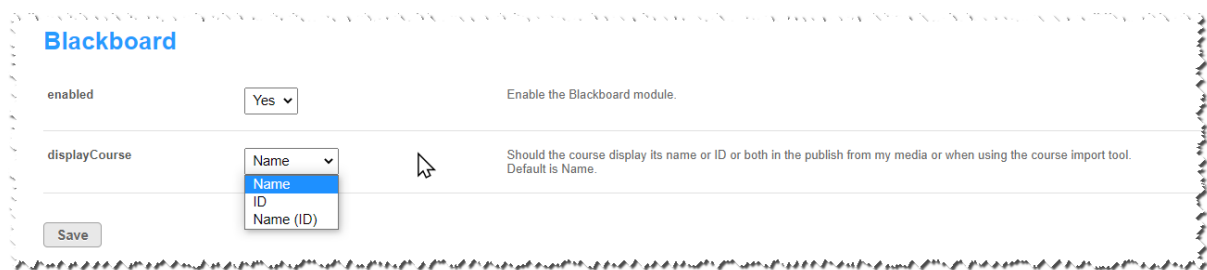 Blackboard
enabled
Yes
Enable the Blackboard module.
displayCourse
Name
Should the course display its name or ID or both in the publish from my media or when using the course import tool.
Default is Name.
Name
ID
Name (ID)
Save